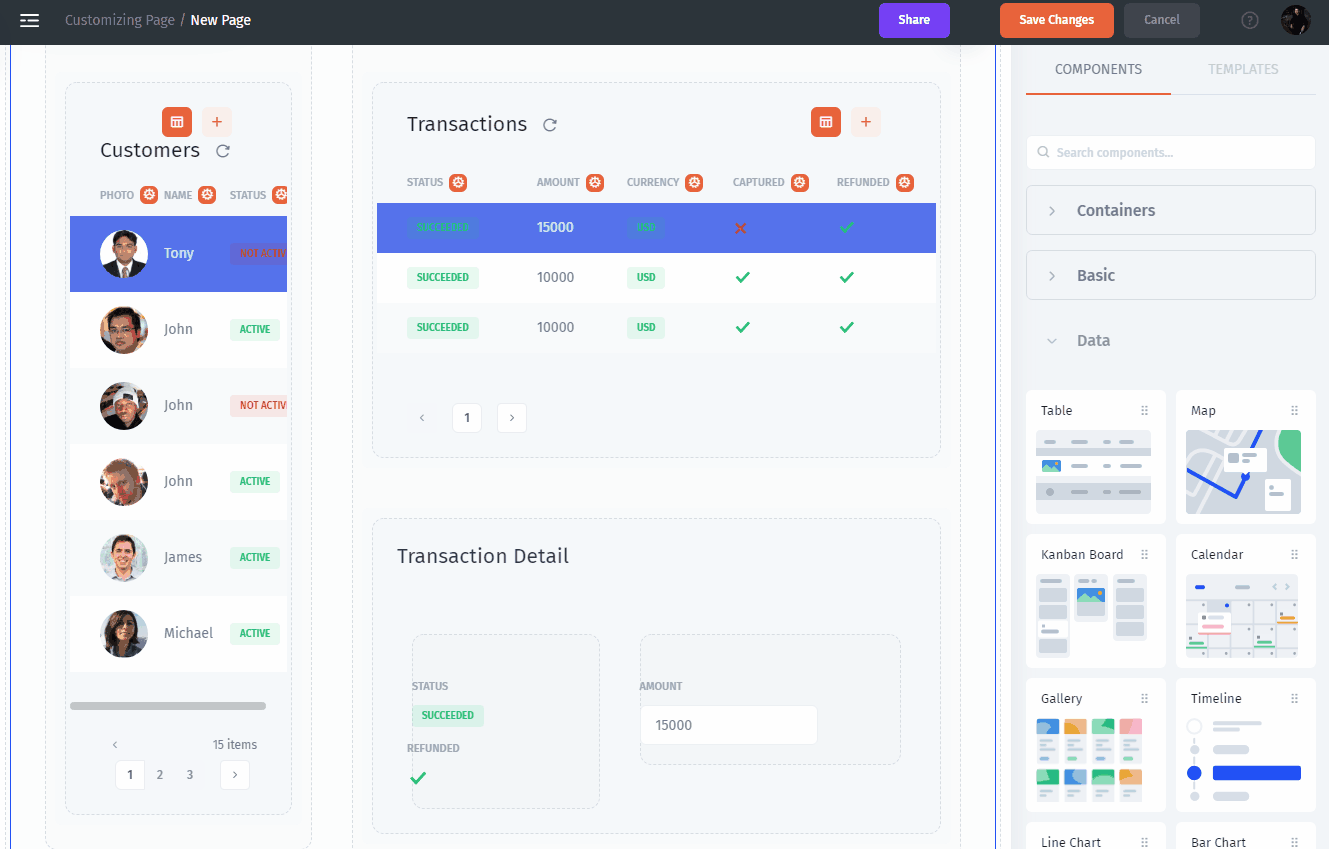 Customizing Page / New Page
Share
Save Changes
Cancel
?
Customers
PHOTO NAME STATUS
Tony NOT ACTIV
John ACTIVE
John NOT ACTIV
John ACTIVE
James ACTIVE
Michael ACTIVE
15 items
1 2 3
Transactions
STATUS AMOUNT CURRENCY CAPTURED REFUNDED
SUCCEEDED 15000 USD
SUCCEEDED 10000 USD
SUCCEEDED 10000 USD
1
Transaction Detail
STATUS
SUCCEEDED
REFUNDED
AMOUNT
15000
COMPONENTS TEMPLATES
Search components...
Containers
Basic
Data
Table Map
Kanban Board Calendar
Gallery Timeline
Line Chart Bar Chart